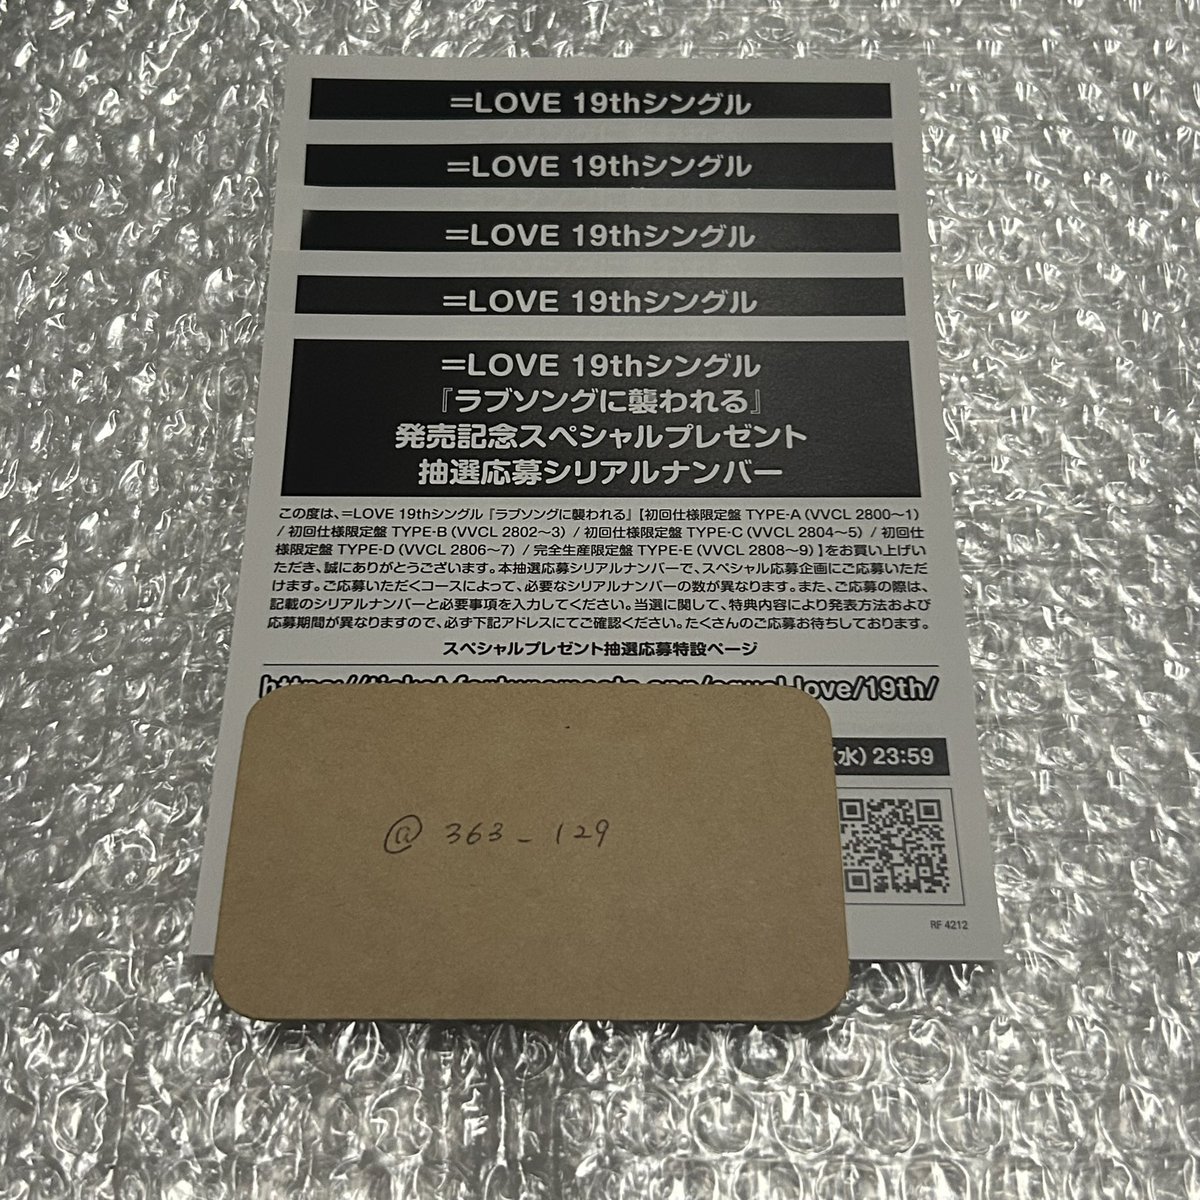 =LOVE 19thシングル
=LOVE 19thシングル
=LOVE 19thシングル
=LOVE 19thシングル
=LOVE 19thシングル
『ラブソングに襲われる』
発売記念スペシャルプレゼント
抽選応募シリアルナンバー
この度は、=LOVE 19thシングル『ラブソングに襲われる』【初回仕様限定盤 TYPE-A(VVCL 2800〜1)
/ 初回仕様限定盤 TYPE-B(VVCL 2802〜3) / 初回仕様限定盤 TYPE-C(VVCL 2804〜5) / 初回仕
様限定盤 TYPE-D(VVCL 2806〜7) / 完全生産限定盤 TYPE-E(VVCL 2808〜9)】をお買い上げい
ただき、誠にありがとうございます。本抽選応募シリアルナンバーで、スペシャル応募企画にご応募いただ
けます。ご応募いただくコースによって、必要なシリアルナンバーの数が異なります。また、ご応募の際は、
記載のシリアルナンバーと必要事項を入力してください。当選に関して、特典内容により発表方法および
応募期間が異なりますので、必ず下記アドレスにてご確認ください。たくさんのご応募お待ちしております。
スペシャルプレゼント抽選応募特設ページ
https://ticket.fortunemeets.app/equal_love/19th/
(水) 23:59
@ 363_129
RF 4212